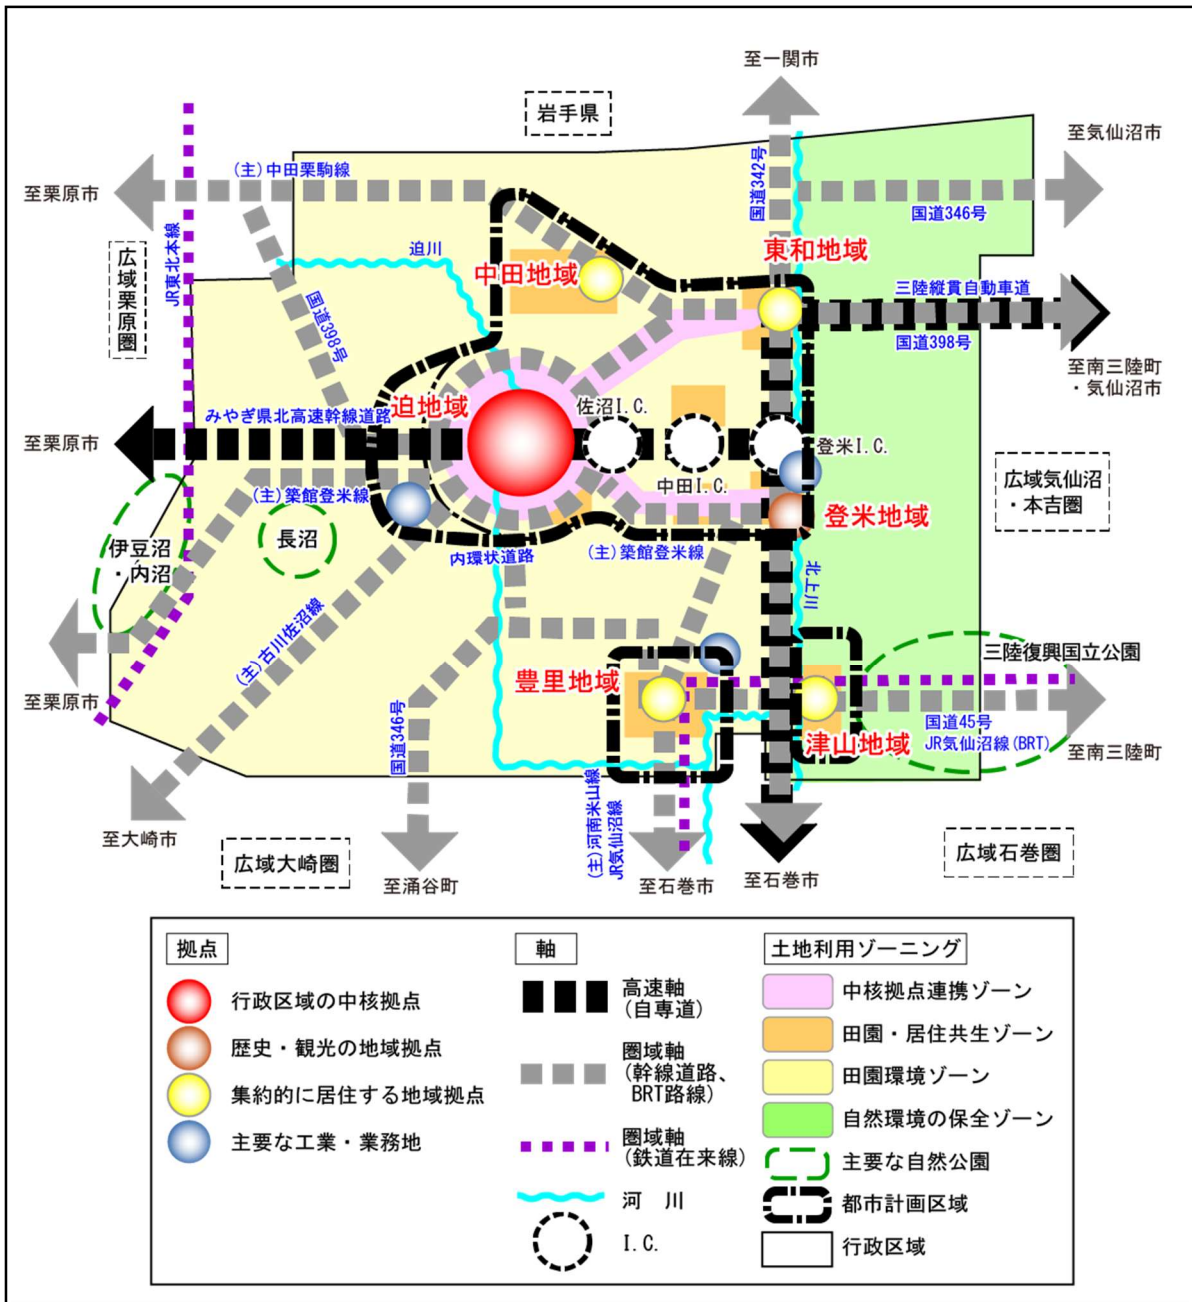 至一関市
岩手県
至気仙沼市
(主)中田栗駒線
国道342号
至栗原市
国道346号
JR東北本線
迫川
東和地域
広域栗原圏
中田地域
三陸縦貫自動車道
国道398号
国道398号
至南三陸町
・気仙沼市
みやぎ県北高速幹線道路
迫地域
佐沼I.C.
至栗原市
登米I.C.
中田I.C.
広域気仙沼
・本吉圏
(主)築館登米線
登米地域
伊豆沼
・内沼
長沼
内環状道路
(主)築館登米線
北上川
(主)古川佐沼線
三陸復興国立公園
豊里地域
至栗原市
国道346号
津山地域
国道45号
JR気仙沼線(BRT)
至南三陸町
(主)河南米山線
JR気仙沼線
至大崎市
広域大崎圏
広域石巻圏
至涌谷町
至石巻市
至石巻市
拠点
行政区域の中核拠点
歴史・観光の地域拠点
集約的に居住する地域拠点
主要な工業・業務地
軸
高速軸
(自専道)
圏域軸
(幹線道路、
BRT路線)
圏域軸
(鉄道在来線)
河 川
I.C.
土地利用ゾーニング
中核拠点連携ゾーン
田園・居住共生ゾーン
田園環境ゾーン
自然環境の保全ゾーン
主要な自然公園
都市計画区域
行政区域